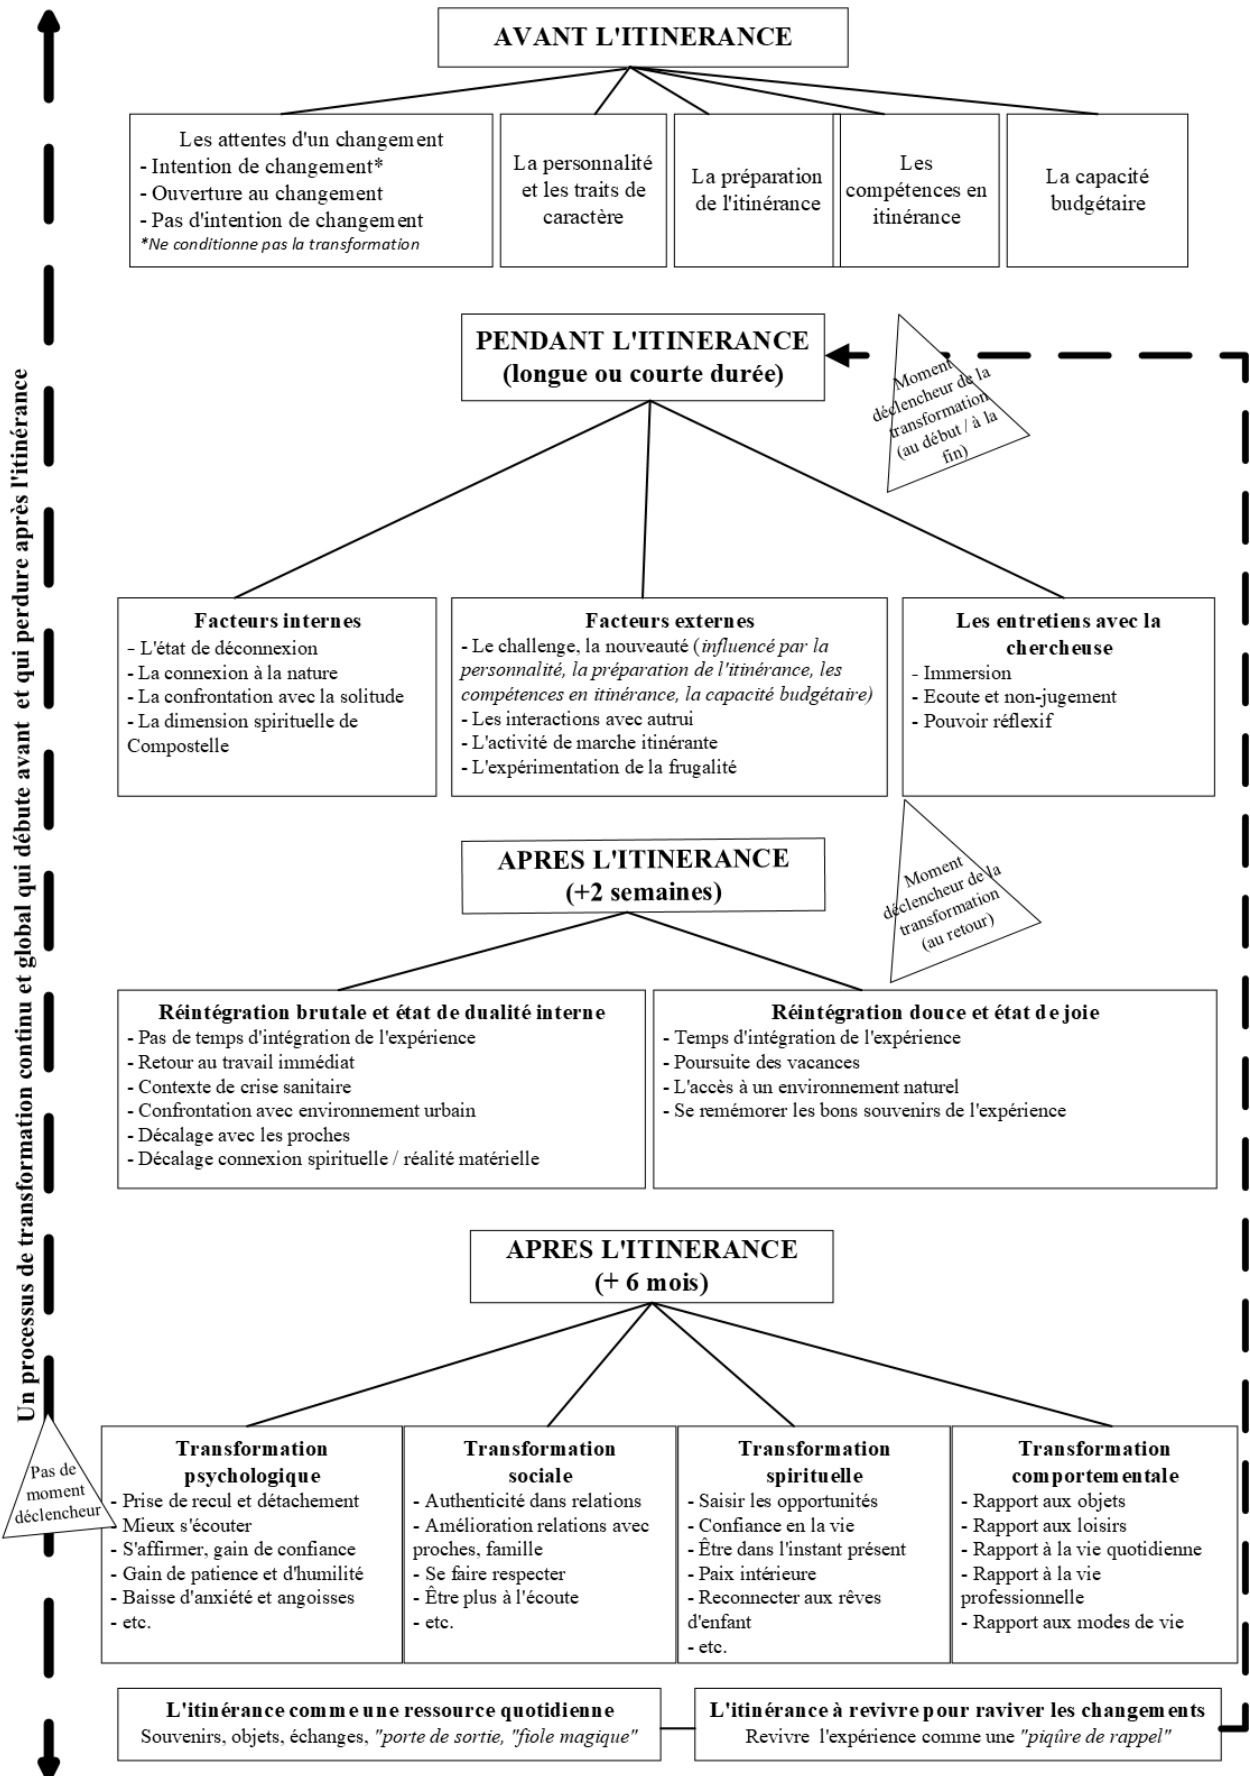 AVANT L'ITINERANCE
Les attentes d'un changement
- Intention de changement*
- Ouverture au changement
- Pas d'intention de changement
*Ne conditionne pas la transformation
La personnalité
et les traits de
caractère
La préparation
de l'itinérance
Les
compétences en
itinérance
La capacité
budgétaire
PENDANT L'ITINERANCE
(longue ou courte durée)
Moment
déclencheur de la
transformation
(au début / à la
fin)
Facteurs internes
- L'état de déconnexion
- La connexion à la nature
- La confrontation avec la solitude
- La dimension spirituelle de
Compostelle
Facteurs externes
- Le challenge, la nouveauté (influencé par la
personnalité, la préparation de l'itinérance, les
compétences en itinérance, la capacité budgétaire)
- Les interactions avec autrui
- L'activité de marche itinérante
- L'expérimentation de la frugalité
Les entretiens avec la
chercheuse
- Immersion
- Ecoute et non-jugement
- Pouvoir réflexif
APRES L'ITINERANCE
(+2 semaines)
Moment
déclencheur de la
transformation
(au retour)
Réintégration brutale et état de dualité interne
- Pas de temps d'intégration de l'expérience
- Retour au travail immédiat
- Contexte de crise sanitaire
- Confrontation avec environnement urbain
- Décalage avec les proches
- Décalage connexion spirituelle / réalité matérielle
Réintégration douce et état de joie
- Temps d'intégration de l'expérience
- Poursuite des vacances
- L'accès à un environnement naturel
- Se remémorer les bons souvenirs de l'expérience
APRES L'ITINERANCE
(+ 6 mois)
Transformation
psychologique
- Prise de recul et détachement
- Mieux s'écouter
- S'affirmer, gain de confiance
- Gain de patience et d'humilité
- Baisse d'anxiété et angoisses
- etc.
Transformation
sociale
- Authenticité dans relations
- Amélioration relations avec
proches, famille
- Se faire respecter
- Être plus à l'écoute
- etc.
Transformation
spirituelle
- Saisir les opportunités
- Confiance en la vie
- Être dans l'instant présent
- Paix intérieure
- Reconnecter aux rêves
d'enfant
- etc.
Transformation
comportementale
- Rapport aux objets
- Rapport aux loisirs
- Rapport à la vie quotidienne
- Rapport à la vie
professionnelle
- Rapport aux modes de vie
L'itinérance comme une ressource quotidienne
Souvenirs, objets, échanges, "porte de sortie, "fiole magique"
L'itinérance à revivre pour raviver les changements
Revivre l'expérience comme une "piqûre de rappel"
Un processus de transformation continu et global qui débute avant et qui perdure après l'itinérance
Pas de
moment
déclencheur